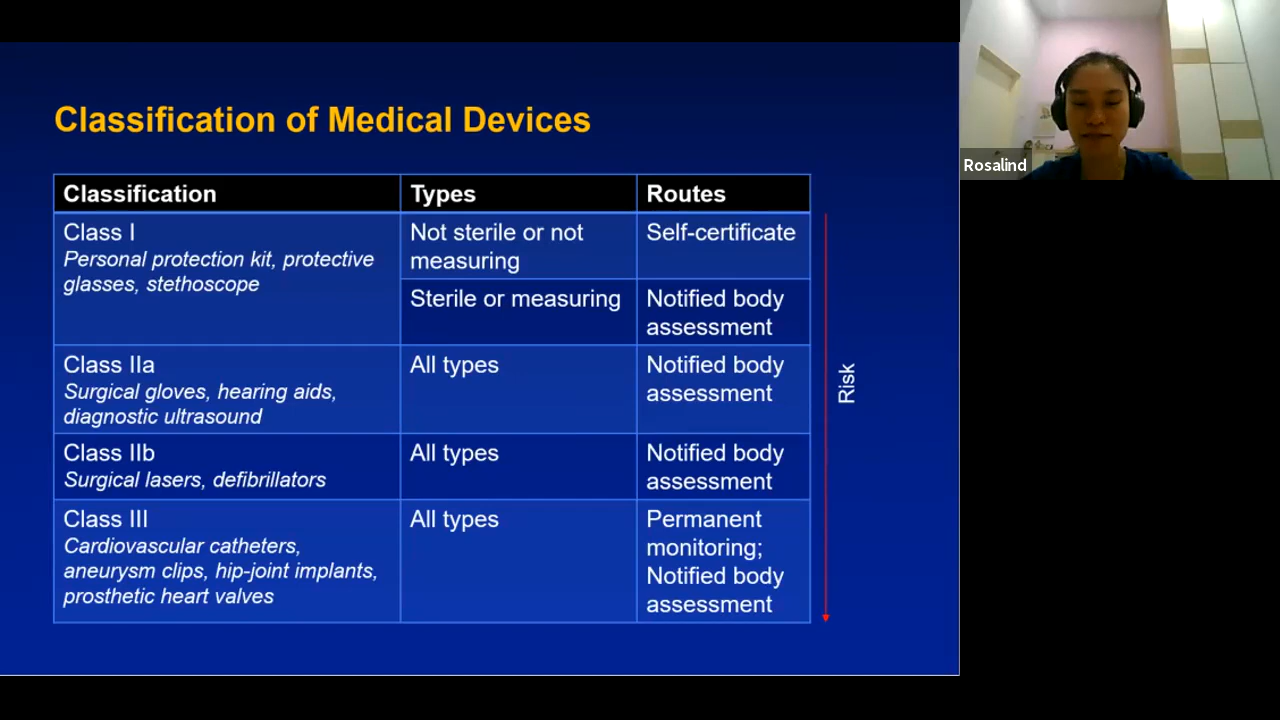 Classification of Medical Devices
Classification
Types
Routes
Class I
Personal protection kit, protective
glasses, stethoscope
Not sterile or not
measuring
Self-certificate
Sterile or measuring
Notified body
assessment
Class IIa
Surgical gloves, hearing aids,
diagnostic ultrasound
All types
Notified body
assessment
Class IIb
Surgical lasers, defibrillators
All types
Notified body
assessment
Class III
Cardiovascular catheters,
aneurysm clips, hip-joint implants,
prosthetic heart valves
All types
Permanent
monitoring;
Notified body
assessment
Risk
Rosalind